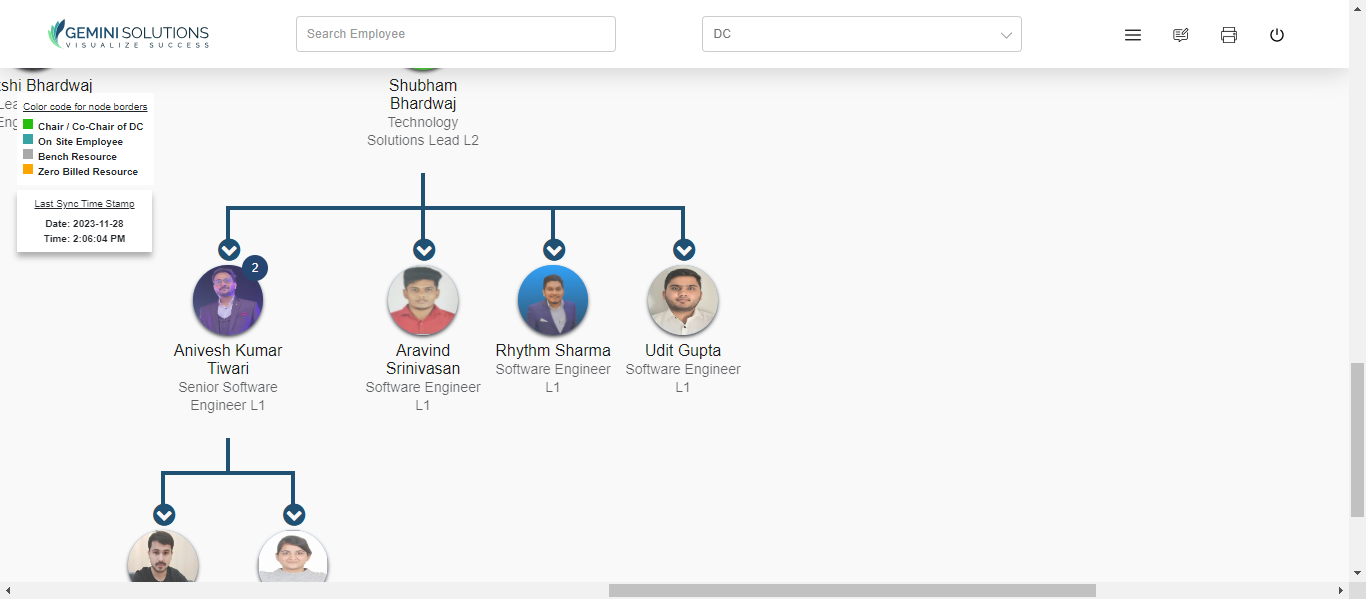 GEMINI SOLUTIONS
VISUALIZE SUCCESS
Search Employee
DC
shi Bhardwaj
Lea
Eng
Color code for node borders
Chair / Co-Chair of DC
On Site Employee
Bench Resource
Zero Billed Resource
Last Sync Time Stamp
Date: 2023-11-28
Time: 2:06:04 PM
Shubham
Bhardwaj
Technology
Solutions Lead L2
2
Anivesh Kumar
Tiwari
Senior Software
Engineer L1
Aravind
Srinivasan
Software Engineer
L1
Rhythm Sharma
Software Engineer
L1
Udit Gupta
Software Engineer
L1